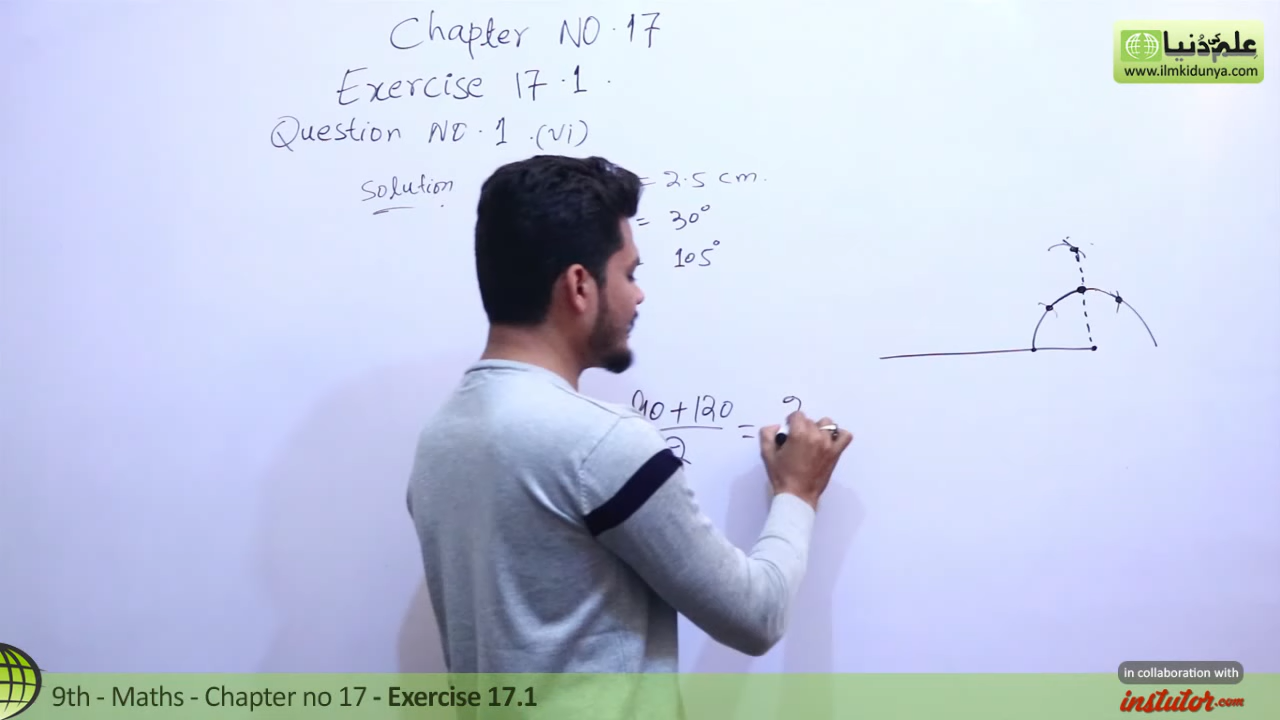 Chapter NO. 17
Exercise 17.1.
Question NO. 1 .(vi)
Solution = 2.5 cm.
= 30°
105°
90+120
2
= 2
علم کی دُنیا
www.ilmkidunya.com
in collaboration with
instutor.com
9th - Maths - Chapter no 17 - Exercise 17.1